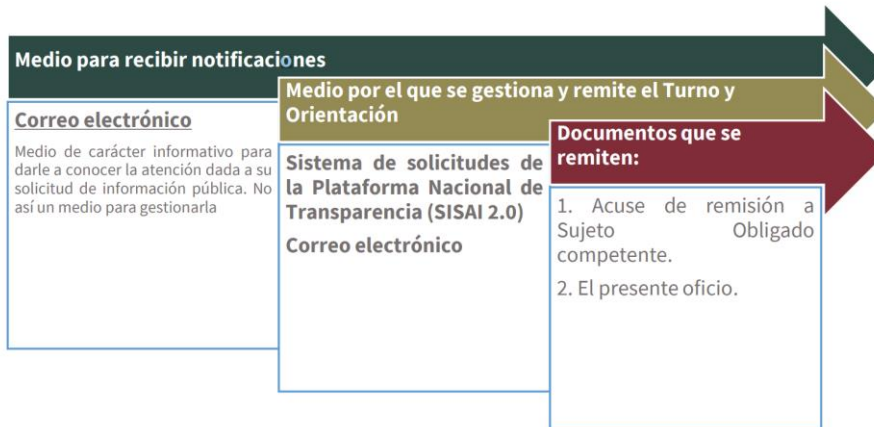 Medio para recibir notificaciones
Correo electrónico
Medio de carácter informativo para
darle a conocer la atención dada a su
solicitud de información pública. No
así un medio para gestionarla
Medio por el que se gestiona y remite el Turno y
Orientación
Sistema de solicitudes de
la Plataforma Nacional de
Transparencia (SISAI 2.0)
Correo electrónico
Documentos que se
remiten:
1. Acuse de remisión a
Sujeto Obligado
competente.
2. El presente oficio.